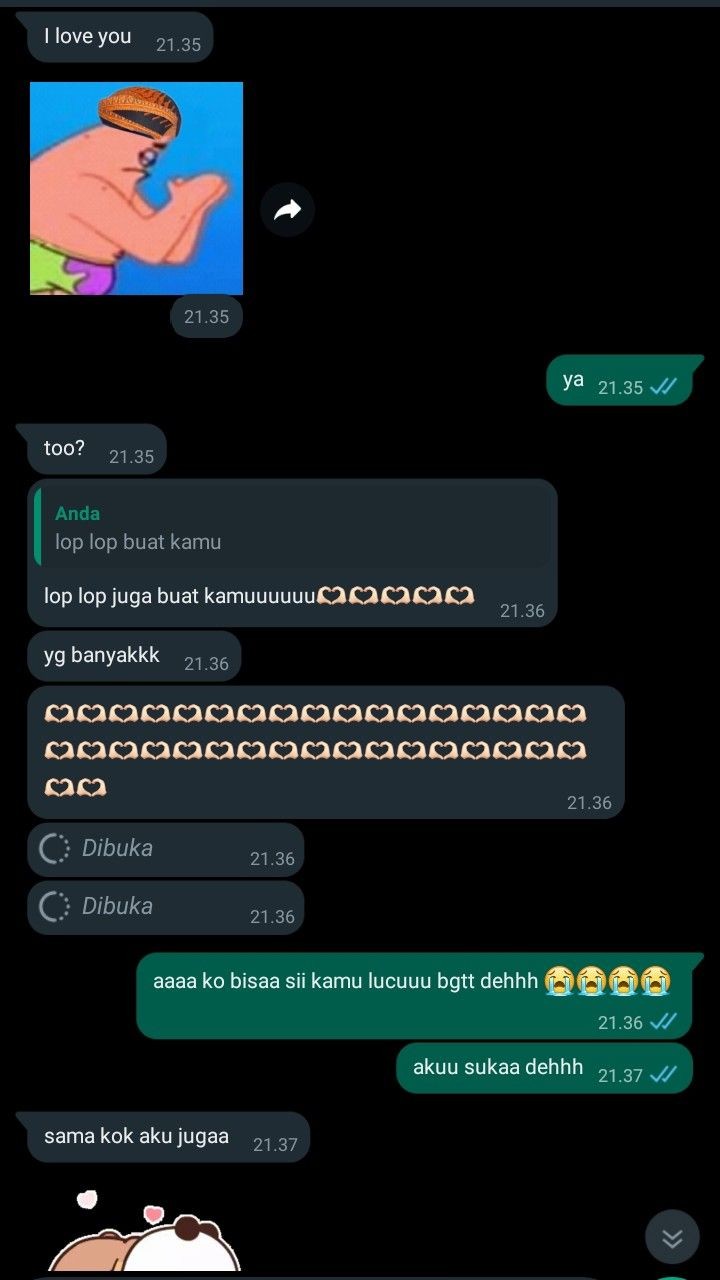 I love you 21.35
21.35
ya 21.35
too? 21.35
Anda
lop lop buat kamu
lop lop juga buat kamuuuuuu🫶🏻🫶🏻🫶🏻🫶🏻🫶🏻 21.36
yg banyakkk 21.36
🫶🏻🫶🏻🫶🏻🫶🏻🫶🏻🫶🏻🫶🏻🫶🏻🫶🏻🫶🏻🫶🏻🫶🏻🫶🏻🫶🏻🫶🏻🫶🏻🫶🏻
🫶🏻🫶🏻🫶🏻🫶🏻🫶🏻🫶🏻🫶🏻🫶🏻🫶🏻🫶🏻🫶🏻🫶🏻🫶🏻🫶🏻🫶🏻🫶🏻🫶🏻
🫶🏻🫶🏻 21.36
Dibuka 21.36
Dibuka 21.36
aaaa ko bisaa sii kamu lucuuu bgtt dehhh 😭😭😭😭
21.36
akuu sukaa dehhh 21.37
sama kok aku jugaa 21.37